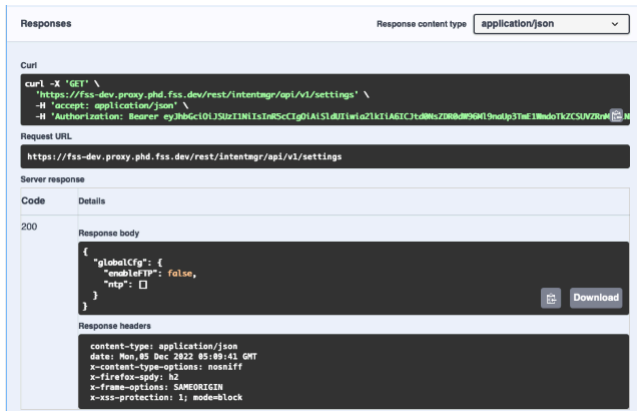 Responses
Response content type
application/json
Curl
curl -X 'GET' \
'https://fss-dev.proxy.phd.fss.dev/rest/intentmgr/api/v1/settings' \
-H 'accept: application/json' \
-H 'Authorization: Bearer
Request URL
https://fss-dev.proxy.phd.fss.dev/rest/intentmgr/api/v1/settings
Server response
Code
Details
200
Response body
{
"globalCfg": {
"enableFTP": false,
"ntp": []
}
}
Download
Response headers
content-type: application/json
date: Mon,05 Dec 2022 05:09:41 GMT
x-content-type-options: nosniff
x-firefox-spdy: h2
x-frame-options: SAMEORIGIN
x-xss-protection: 1; mode=block